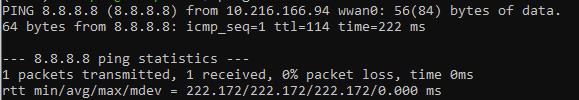 PING 8.8.8.8 (8.8.8.8) from 10.216.166.94 wwan0: 56(84) bytes of data.
64 bytes from 8.8.8.8: icmp_seq=1 ttl=114 time=222 ms

--- 8.8.8.8 ping statistics ---
1 packets transmitted, 1 received, 0% packet loss, time 0ms
rtt min/avg/max/mdev = 222.172/222.172/222.172/0.000 ms